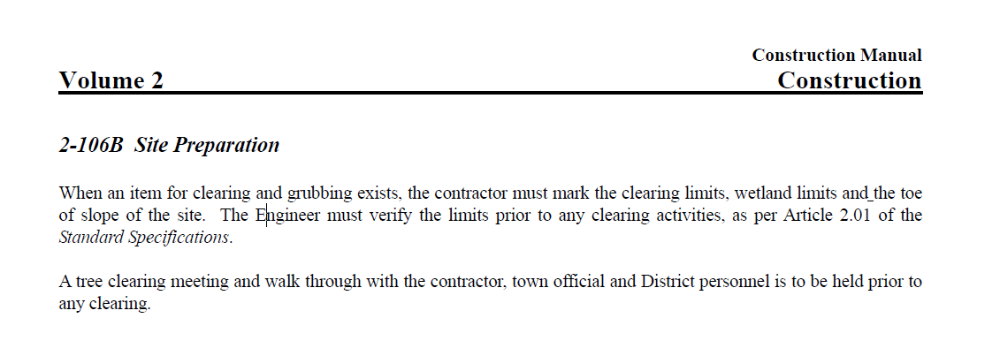 Construction Manual
Volume 2 Construction
2-106B Site Preparation
When an item for clearing and grubbing exists, the contractor must mark the clearing limits, wetland limits and the toe
of slope of the site. The Engineer must verify the limits prior to any clearing activities, as per Article 2.01 of the
Standard Specifications.
A tree clearing meeting and walk through with the contractor, town official and District personnel is to be held prior to
any clearing.